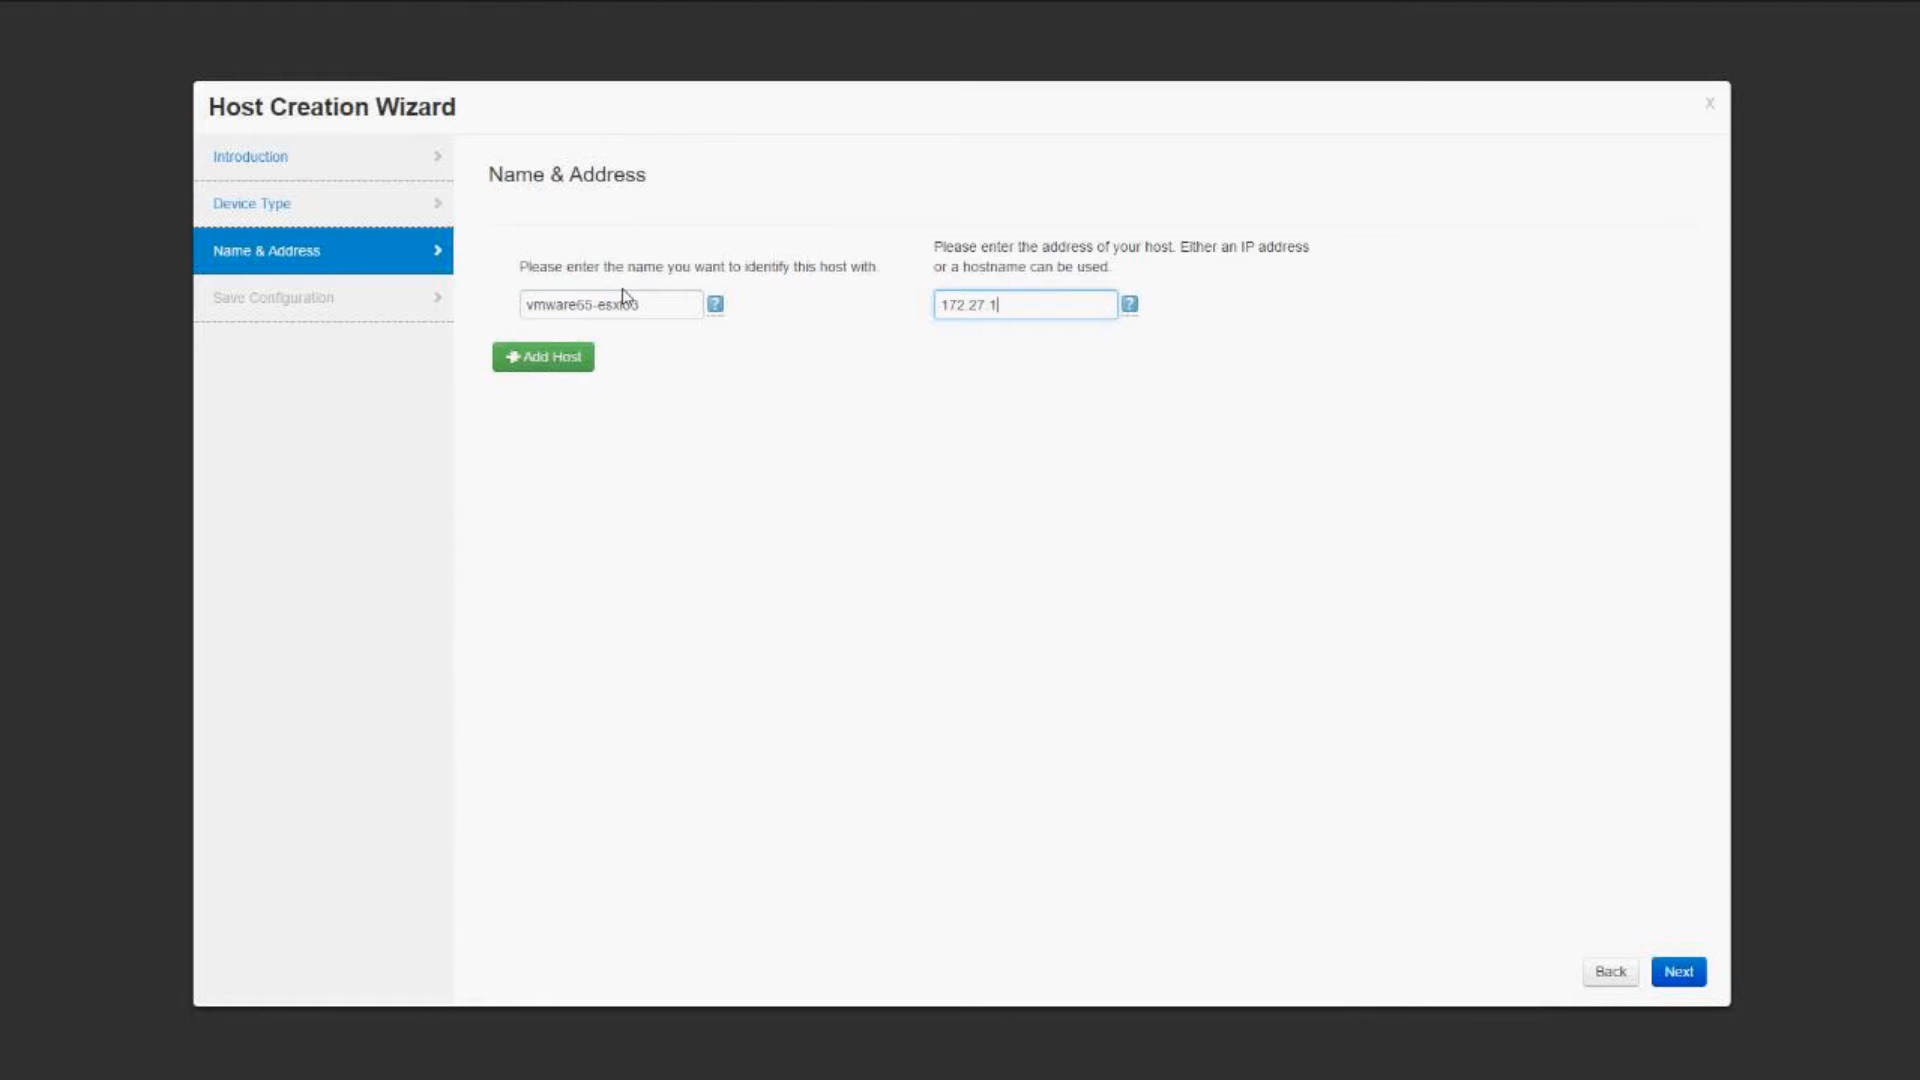 Host Creation Wizard
X
Introduction
Device Type
Name & Address
Save Configuration
Name & Address
Please enter the name you want to identify this host with.
?
Please enter the address of your host. Either an IP address
or a hostname can be used.
172.27.1
?
Add Host
Back
Next